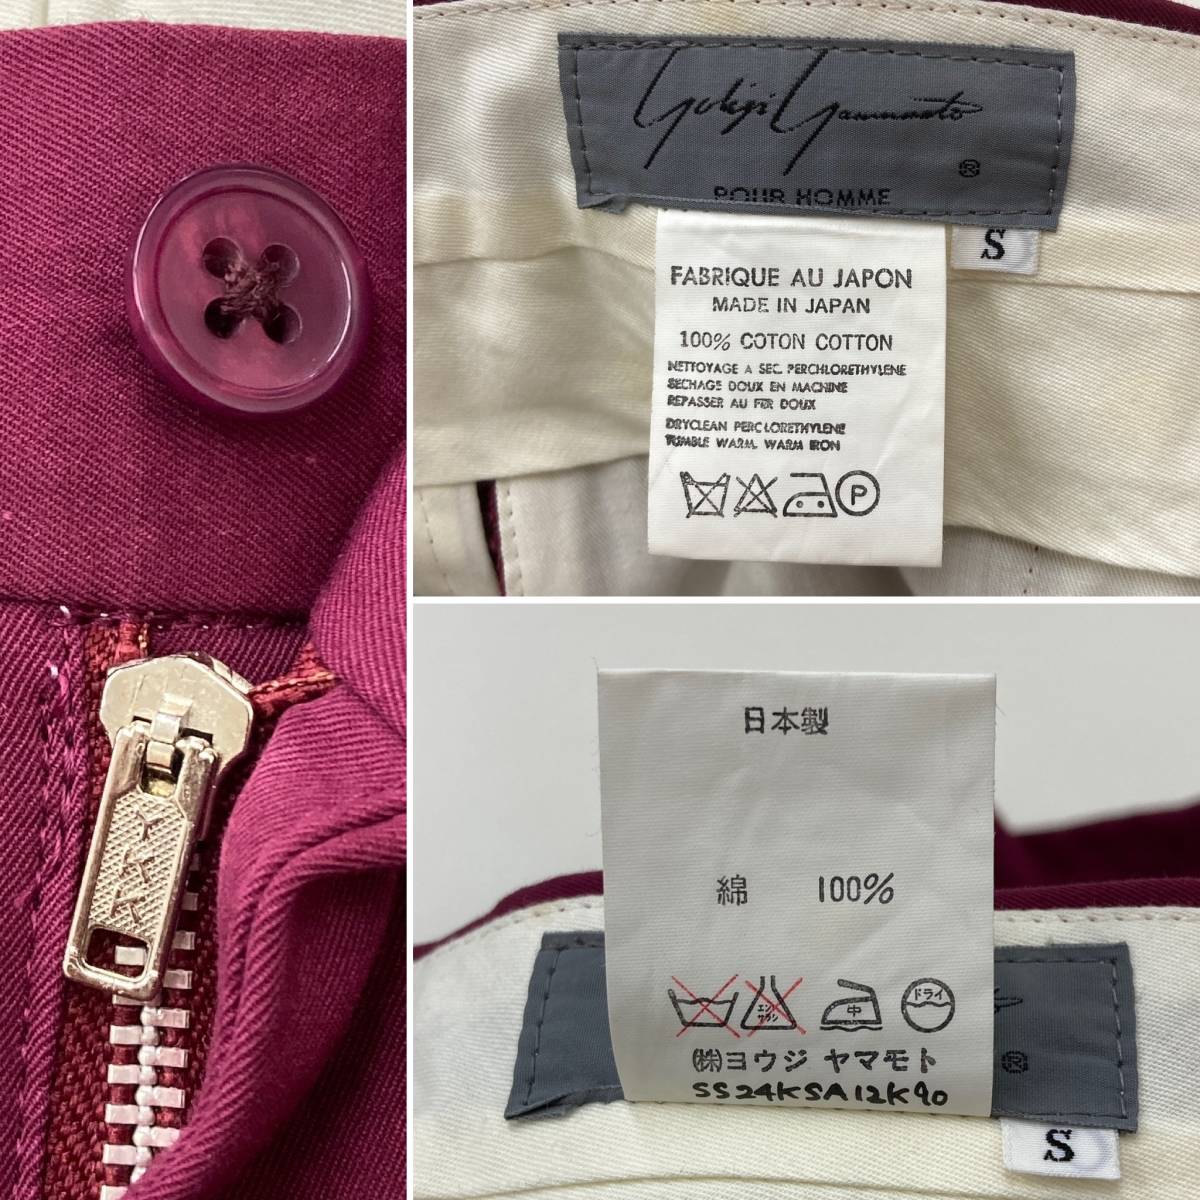 YKK
Yohji Yamamoto
®
POUR HOMME
S
FABRIQUE AU JAPON
MADE IN JAPAN
100% COTON COTTON
NETTOYAGE A SEC. PERCHLORETHYLENE
SECHAGE DOUX EN MACHINE
REPASSER AU FER DOUX
DRYCLEAN PERCLORETHYLENE
TUMBLE WARM. WARM IRON
P
日本製
綿 100%
エンソ
サラシ
中
ドライ
㈱ヨウジ ヤマモト
SS24KSA12K90
®
S